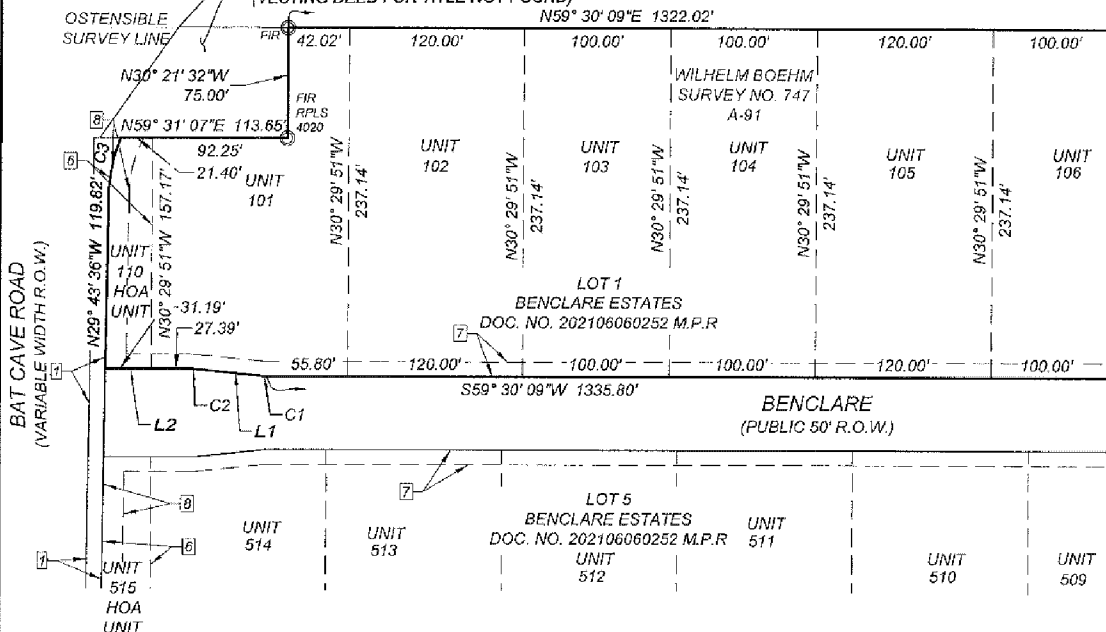 (VESTING DEED FOR 'ATLEWOT FOUND)
OSTENSIBLE
SURVEY LINE
N59° 30' 09"E 1322.02'
FIR
42.02'
120.00'
100.00'
100.00'
120.00'
100.00'
N30° 21' 32"W
75.00'
FIR
RPLS
4020
WILHELM BOEHM
SURVEY NO. 747
A-91
8
N59° 31' 07"E 113.65'
92.25'
21.40'
6
C3
UNIT
101
UNIT
102
UNIT
103
UNIT
104
UNIT
105
UNIT
106
N30° 29' 51"W
237.14'
N30° 29' 51"W
237.14'
N30° 29' 51"W
237.14'
N30° 29' 51"W
237.14'
N30° 29' 51"W
237.14'
BAT CAVE ROAD
(VARIABLE WIDTH R.O.W.)
N29° 43' 36"W 119.82'
UNIT
110
HOA
UNIT
N30° 29' 51"W 157.17'
31.19'
27.39'
LOT 1
BENCLARE ESTATES
DOC. NO. 202106060252 M.P.R
7
55.80'
120.00'
100.00'
100.00'
120.00'
100.00'
1
S59° 30' 09"W 1335.80'
L2
C2
L1
C1
BENCLARE
(PUBLIC 50' R.O.W.)
7
8
LOT 5
BENCLARE ESTATES
DOC. NO. 202106060252 M.P.R
UNIT
514
UNIT
513
UNIT
512
UNIT
511
UNIT
510
UNIT
509
6
1
UNIT
515
HOA
UNIT